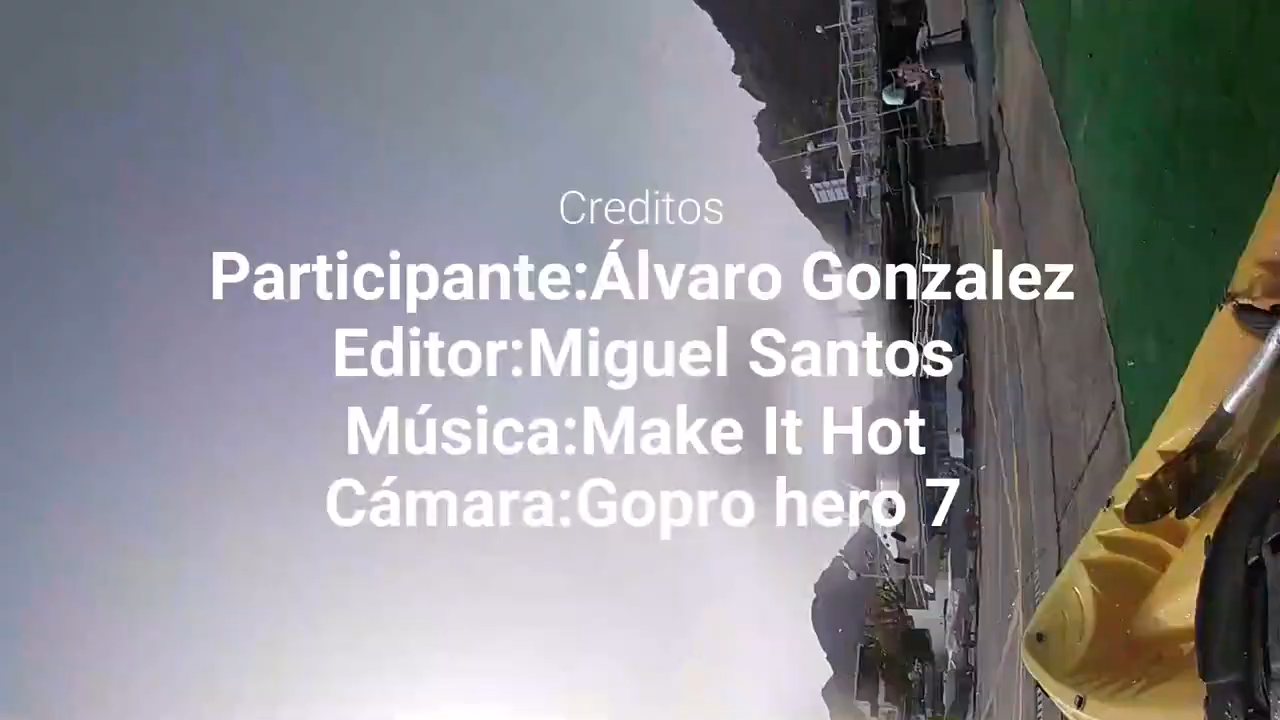 Creditos
Participante:Álvaro Gonzalez
Editor:Miguel Santos
Música:Make It Hot
Cámara:Gopro hero 7